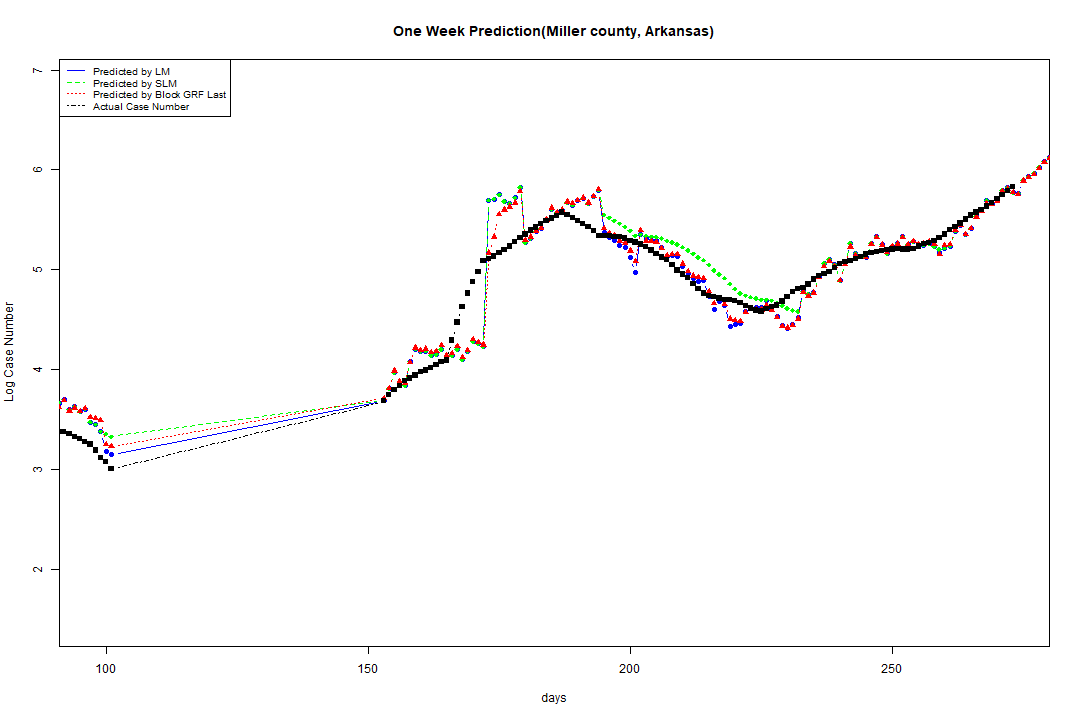 One Week Prediction(Miller county, Arkansas)
Predicted by LM
Predicted by SLM
Predicted by Block GRF Last
Actual Case Number
7
6
5
4
3
2
Log Case Number
100 150 200 250
days